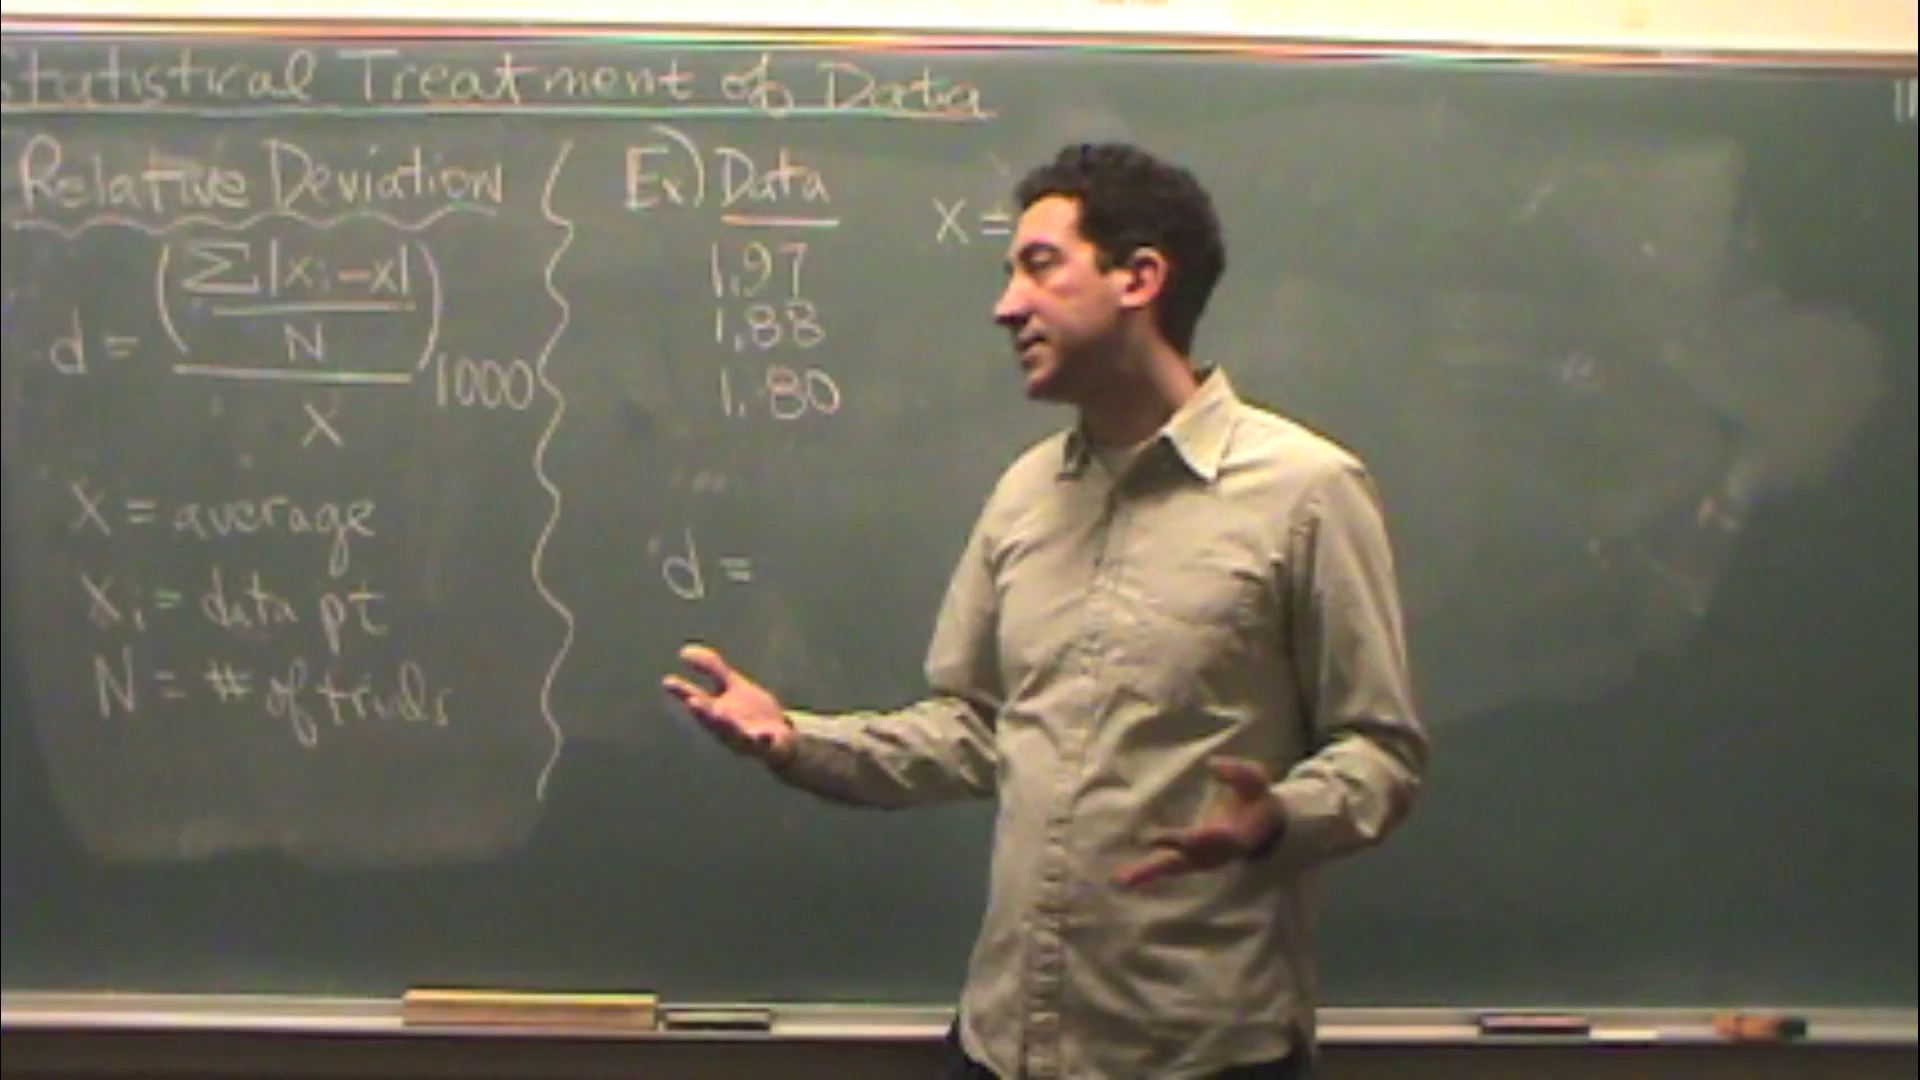 Statistical Treatment of Data
Relative Deviation
d = (Σ|xi-x| / N) / x 1000
X = average
Xi = data pt
N = # of trials
Ex) Data
1.97
1.88
1.80
d =
X =